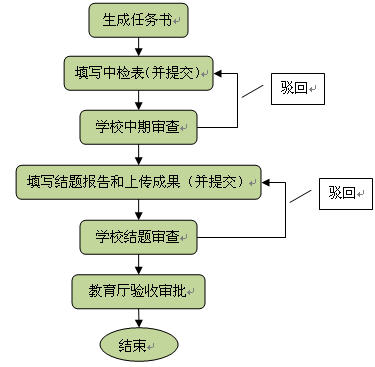 生成任务书
填写中检表(并提交)
驳回
学校中期审查
填写结题报告和上传成果（并提交）
驳回
学校结题审查
教育厅验收审批
结束